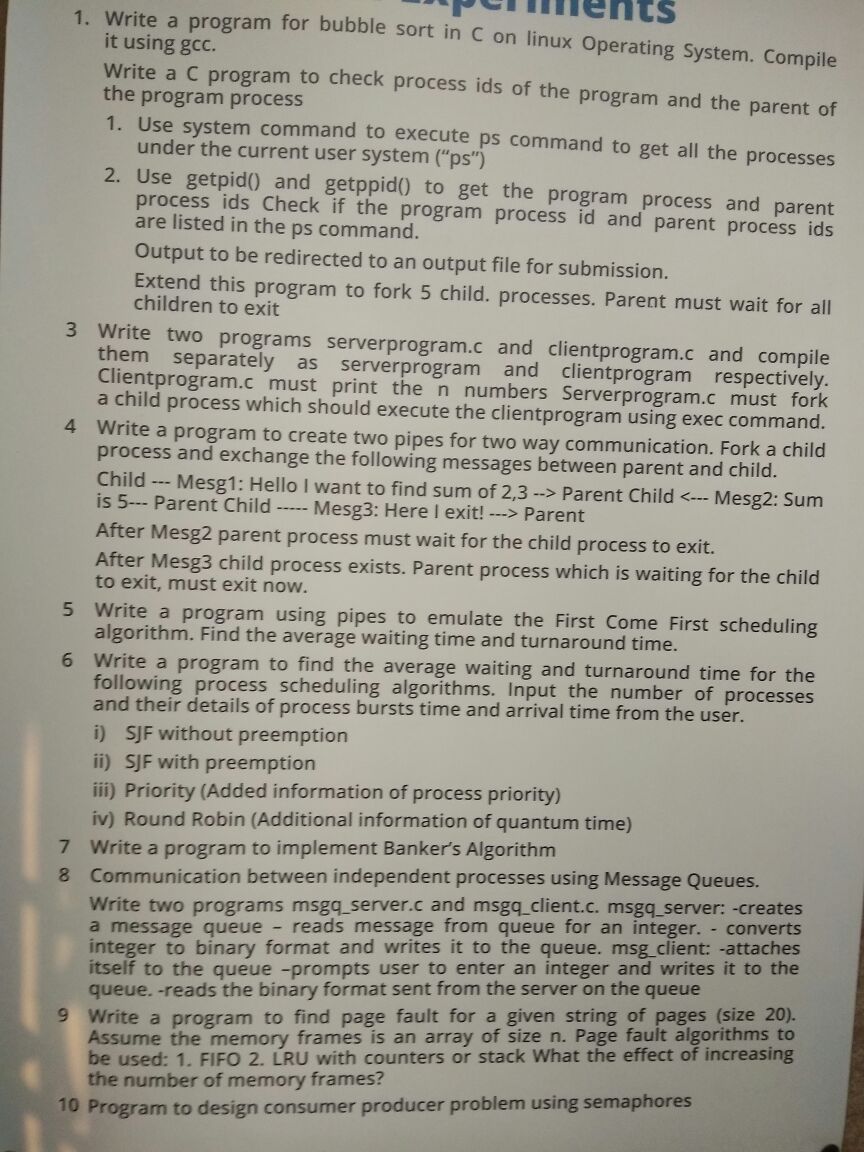 Experiments
1. Write a program for bubble sort in C on linux Operating System. Compile
it using gcc.
Write a C program to check process ids of the program and the parent of
the program process
1. Use system command to execute ps command to get all the processes
under the current user system (“ps”)
2. Use getpid() and getppid() to get the program process and parent
process ids Check if the program process id and parent process ids
are listed in the ps command.
Output to be redirected to an output file for submission.
Extend this program to fork 5 child. processes. Parent must wait for all
children to exit
3 Write two programs serverprogram.c and clientprogram.c and compile
them separately as serverprogram and clientprogram respectively.
Clientprogram.c must print the n numbers Serverprogram.c must fork
a child process which should execute the clientprogram using exec command.
4 Write a program to create two pipes for two way communication. Fork a child
process and exchange the following messages between parent and child.
Child --- Mesg1: Hello I want to find sum of 2,3 --> Parent Child <--- Mesg2: Sum
is 5--- Parent Child ----- Mesg3: Here I exit! ---> Parent
After Mesg2 parent process must wait for the child process to exit.
After Mesg3 child process exists. Parent process which is waiting for the child
to exit, must exit now.
5 Write a program using pipes to emulate the First Come First scheduling
algorithm. Find the average waiting time and turnaround time.
6 Write a program to find the average waiting and turnaround time for the
following process scheduling algorithms. Input the number of processes
and their details of process bursts time and arrival time from the user.
i) SJF without preemption
ii) SJF with preemption
iii) Priority (Added information of process priority)
iv) Round Robin (Additional information of quantum time)
7 Write a program to implement Banker’s Algorithm
8 Communication between independent processes using Message Queues.
Write two programs msgq_server.c and msgq_client.c. msgq_server: -creates
a message queue – reads message from queue for an integer. - converts
integer to binary format and writes it to the queue. msg_client: -attaches
itself to the queue –prompts user to enter an integer and writes it to the
queue. -reads the binary format sent from the server on the queue
9 Write a program to find page fault for a given string of pages (size 20).
Assume the memory frames is an array of size n. Page fault algorithms to
be used: 1. FIFO 2. LRU with counters or stack What the effect of increasing
the number of memory frames?
10 Program to design consumer producer problem using semaphores